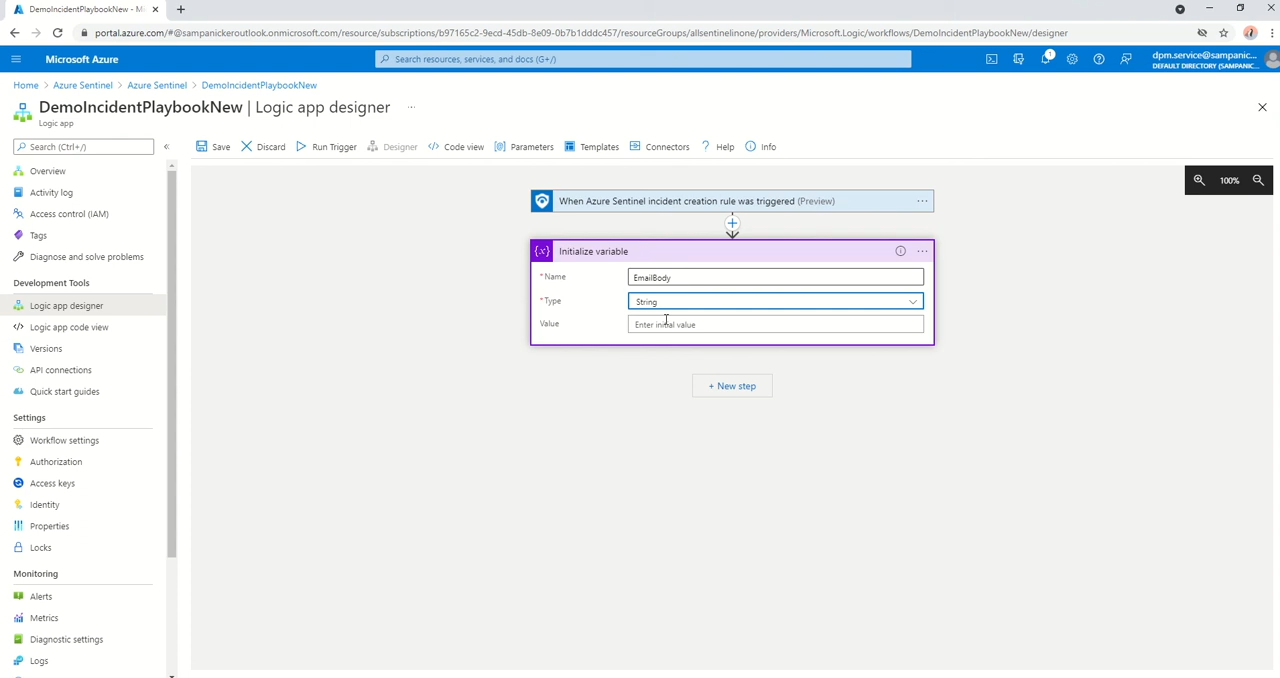 DemoIncidentPlaybookNew - Mi
portal.azure.com/#@sampanickeroutlook.onmicrosoft.com/resource/subscriptions/b97165c2-9ecd-45db-8e09-0b7b1dddc457/resourceGroups/allsentinelinone/providers/Microsoft.Logic/workflows/DemoIncidentPlaybookNew/designer
Microsoft Azure
Search resources, services, and docs (G+/)
1
dpm.service@sampanic...
DEFAULT DIRECTORY (SAMPANIC...
Home > Azure Sentinel > Azure Sentinel > DemoIncidentPlaybookNew
DemoIncidentPlaybookNew | Logic app designer ...
Logic app
Search (Ctrl+/)
Save Discard Run Trigger Designer Code view Parameters Templates Connectors Help Info
Overview
Activity log
Access control (IAM)
Tags
Diagnose and solve problems
Development Tools
Logic app designer
Logic app code view
Versions
API connections
Quick start guides
Settings
Workflow settings
Authorization
Access keys
Identity
Properties
Locks
Monitoring
Alerts
Metrics
Diagnostic settings
Logs
100%
When Azure Sentinel incident creation rule was triggered (Preview)
{x} Initialize variable
*Name EmailBody
*Type String
Value Enter initial value
+ New step